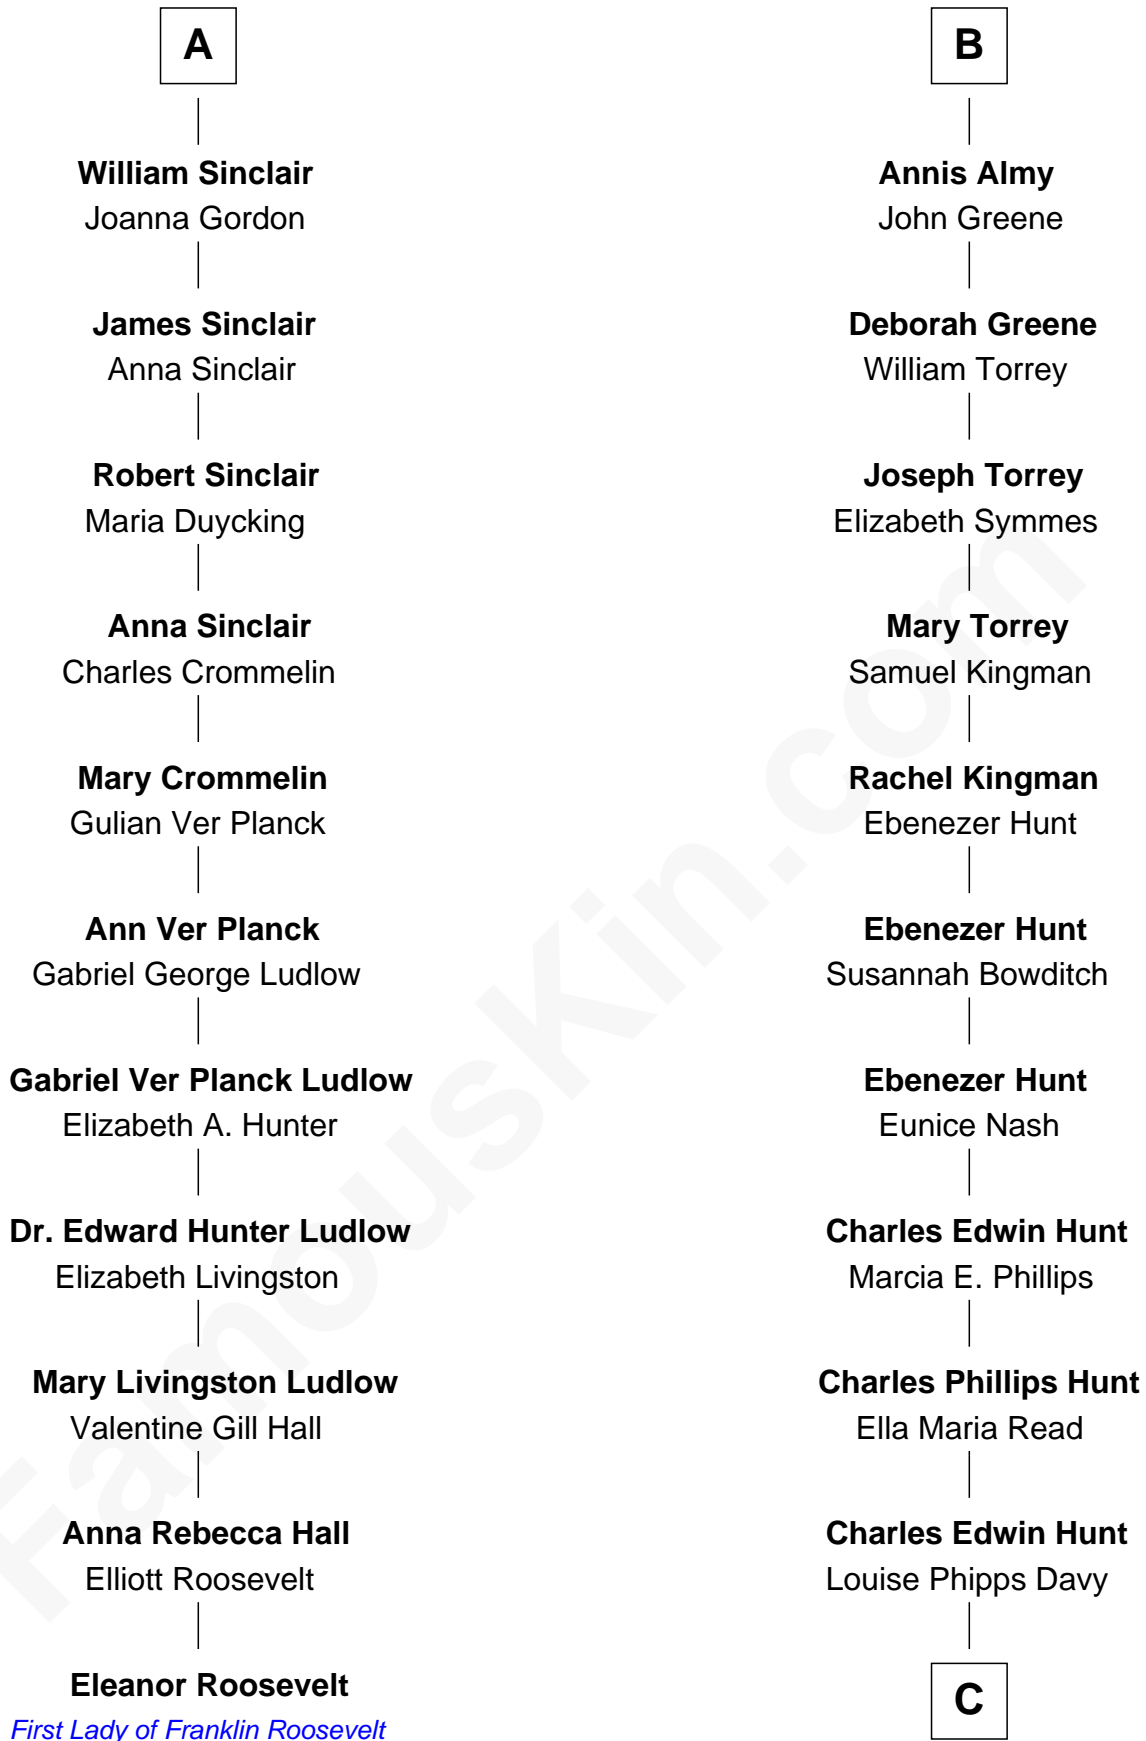 A
William Sinclair
Joanna Gordon
James Sinclair
Anna Sinclair
Robert Sinclair
Maria Duycking
Anna Sinclair
Charles Crommelin
Mary Crommelin
Gulian Ver Planck
Ann Ver Planck
Gabriel George Ludlow
Gabriel Ver Planck Ludlow
Elizabeth A. Hunter
Dr. Edward Hunter Ludlow
Elizabeth Livingston
Mary Livingston Ludlow
Valentine Gill Hall
Anna Rebecca Hall
Elliott Roosevelt
Eleanor Roosevelt
First Lady of Franklin Roosevelt
B
Annis Almy
John Greene
Deborah Greene
William Torrey
Joseph Torrey
Elizabeth Symmes
Mary Torrey
Samuel Kingman
Rachel Kingman
Ebenezer Hunt
Ebenezer Hunt
Susannah Bowditch
Ebenezer Hunt
Eunice Nash
Charles Edwin Hunt
Marcia E. Phillips
Charles Phillips Hunt
Ella Maria Read
Charles Edwin Hunt
Louise Phipps Davy
C
FamousKin.com